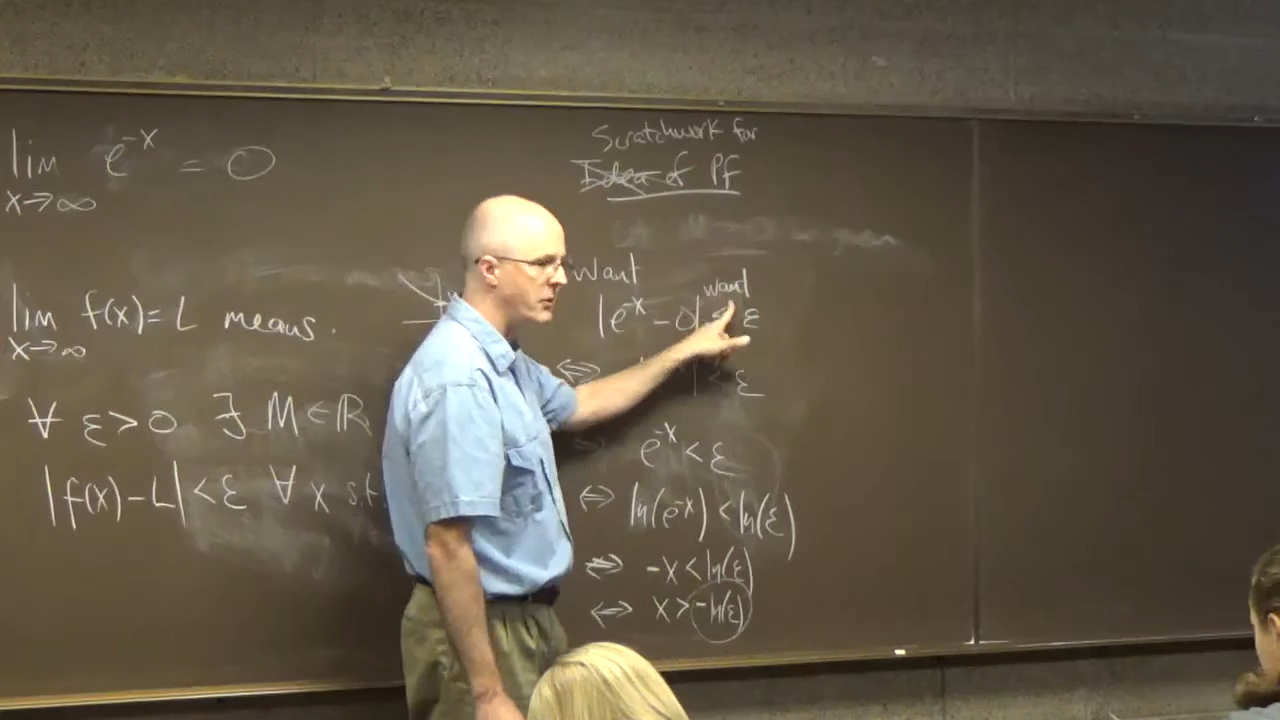 lim e^-x = 0
x→∞
lim f(x) = L means.
x→∞
∀ ε>0 ∃ M∈ℝ
|f(x)-L|<ε ∀ x s.t.
Scratchwork for
Idea of Pf
Want
want
|e^-x - 0| < ε
⇔ | < ε
e^-x < ε
⇔ ln(e^-x) < ln(ε)
⇔ -x < ln(ε)
⇔ x > -ln(ε)